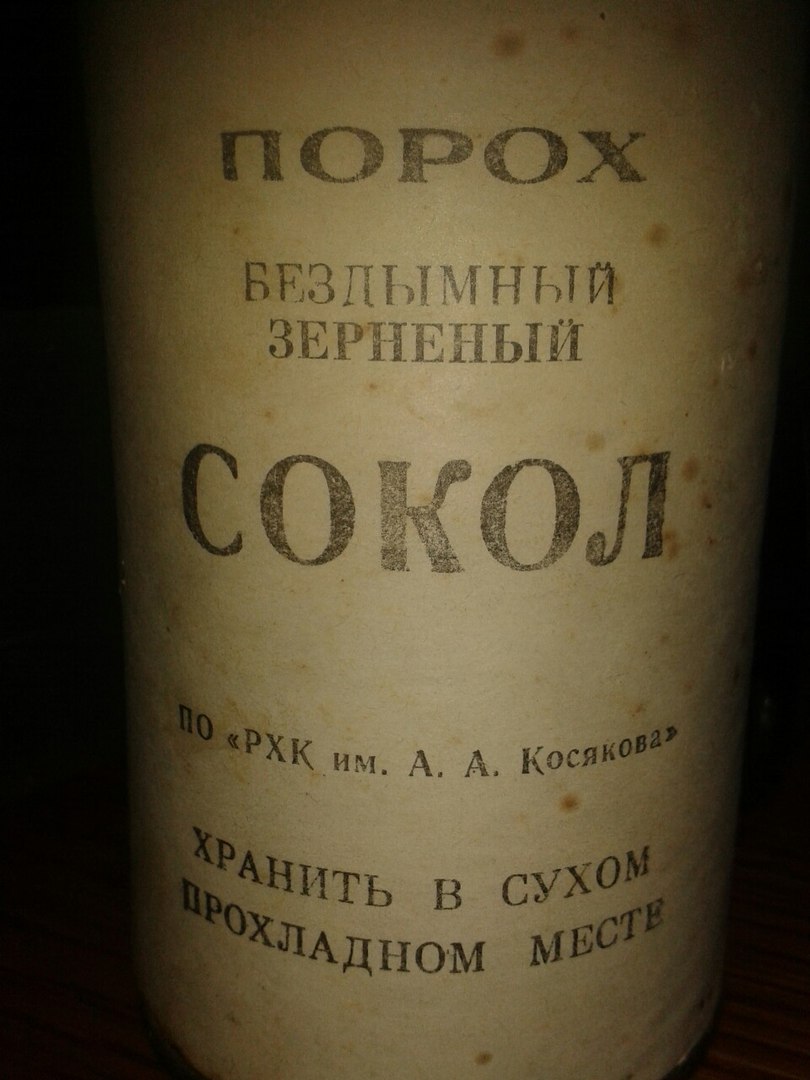 ПОРОХ
БЕЗДЫМНЫЙ
ЗЕРНЕНЫЙ
СОКОЛ
ПО «РХК им. А. А. Косякова»
ХРАНИТЬ В СУХОМ
ПРОХЛАДНОМ МЕСТЕ